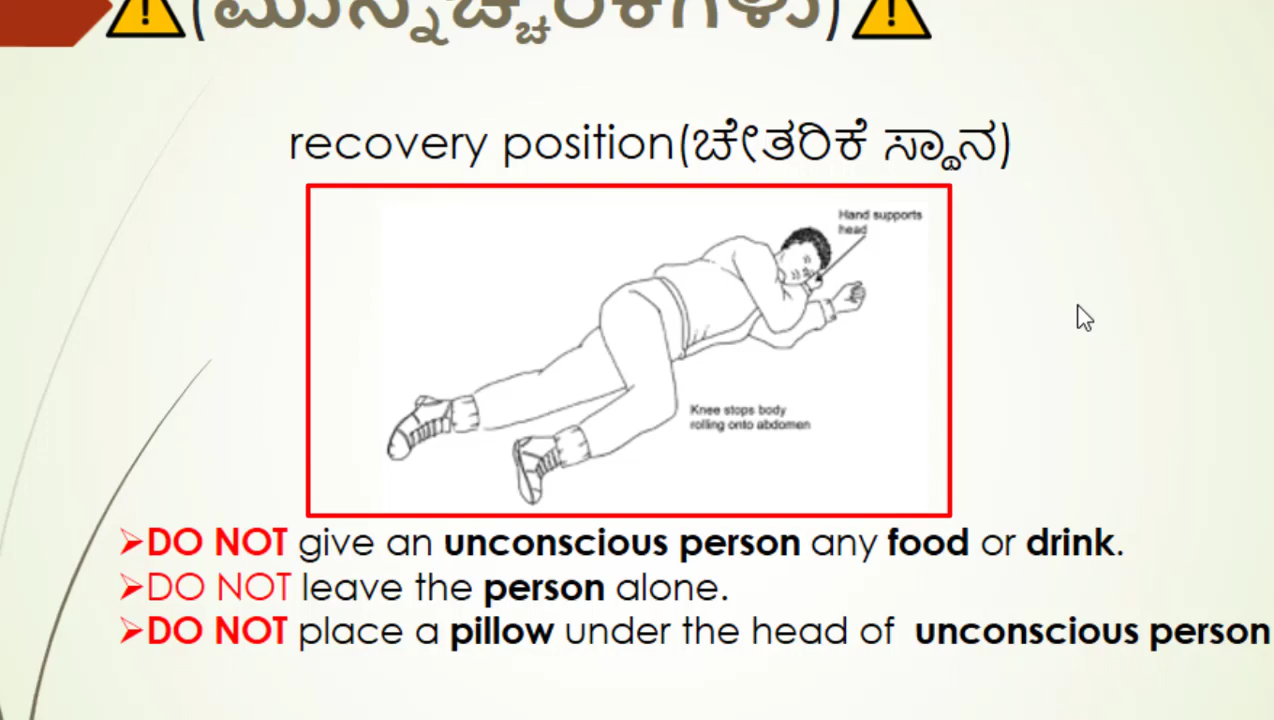 (ಮುನ್ನೆಚ್ಚರಿಕೆಗಳು)
recovery position(ಚೇತರಿಕೆ ಸ್ಥಾನ)
Hand supports
head
Knee stops body
rolling onto abdomen
➢DO NOT give an unconscious person any food or drink.
➢DO NOT leave the person alone.
➢DO NOT place a pillow under the head of unconscious person